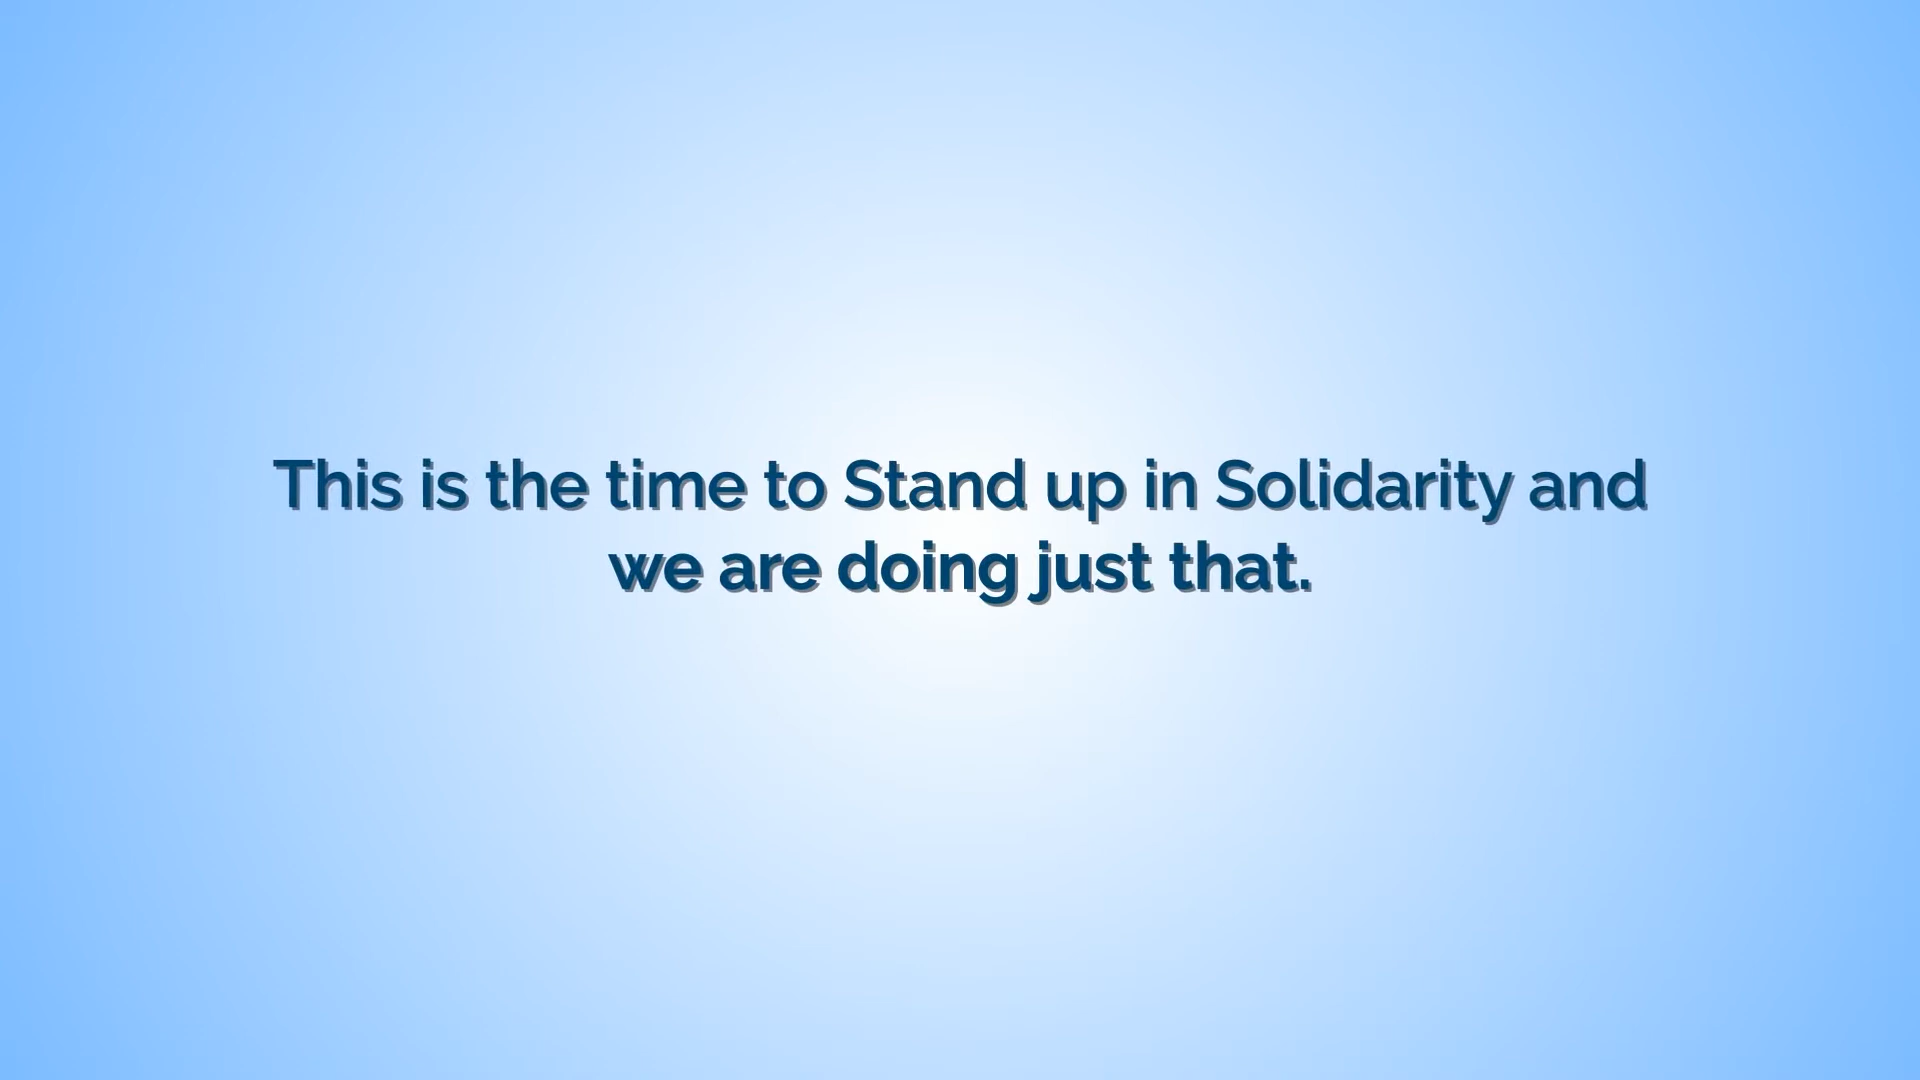 This is the time to Stand up in Solidarity and
we are doing just that.